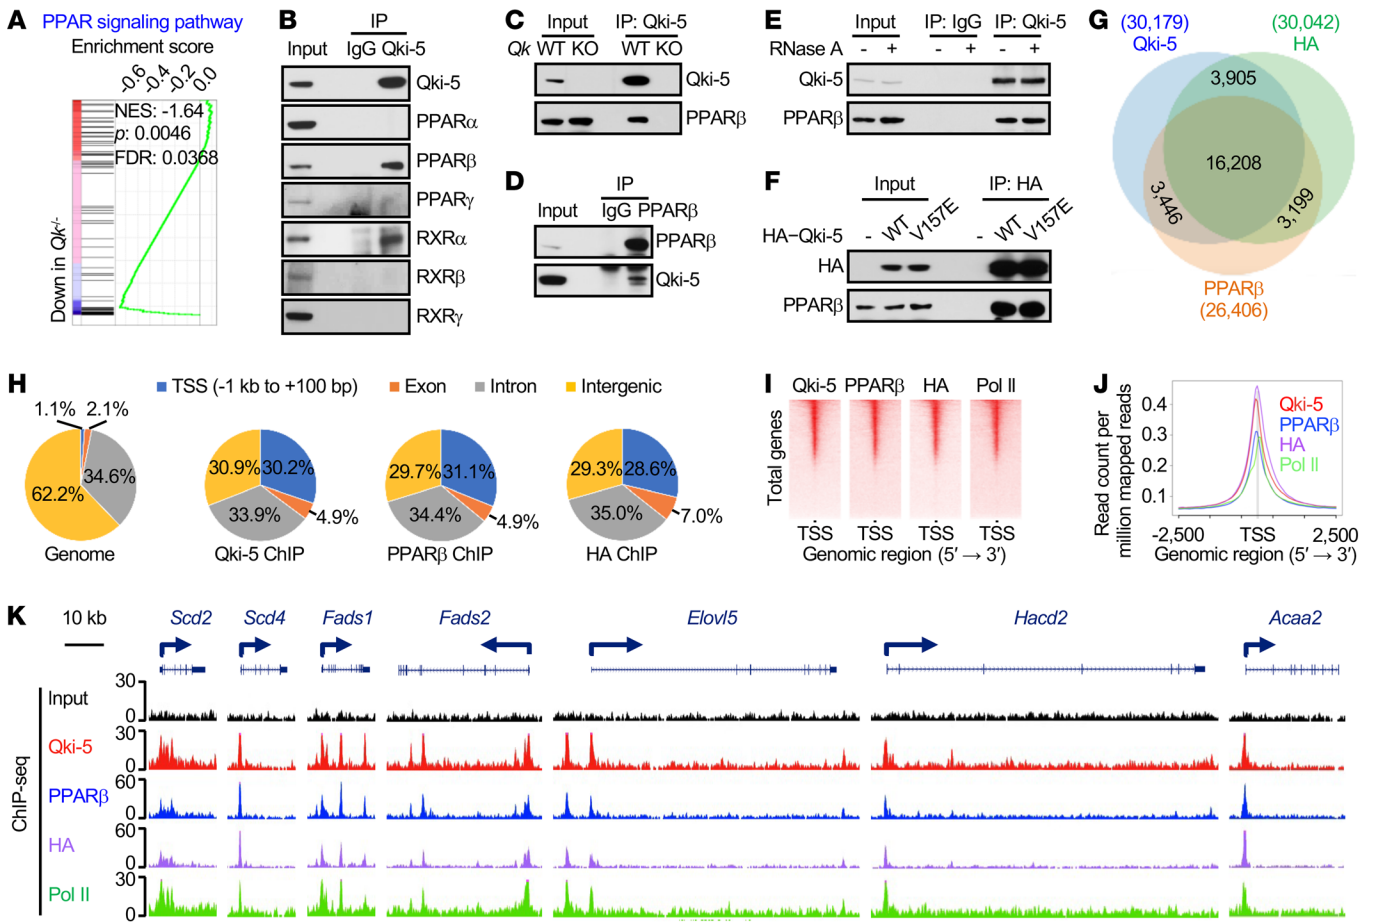 A
PPAR signaling pathway
Enrichment score
-0.6 -0.4 -0.2 0.0
NES: -1.64
p: 0.0046
FDR: 0.0368
Down in Qk-/-
B
IP
Input IgG Qki-5
Qki-5
PPARα
PPARβ
PPARγ
RXRα
RXRβ
RXRγ
C
Input IP: Qki-5
Qk WT KO WT KO
Qki-5
PPARβ
D
IP
Input IgG PPARβ
PPARβ
Qki-5
E
Input IP: IgG IP: Qki-5
RNase A - + - + - +
Qki-5
PPARβ
F
Input IP: HA
HA–Qki-5 - WT V157E - WT V157E
HA
PPARβ
G
(30,179) (30,042)
Qki-5 HA
3,905
16,208
3,446 3,199
PPARβ
(26,406)
H
TSS (-1 kb to +100 bp) Exon Intron Intergenic
1.1% 2.1%
34.6%
62.2%
Genome
30.9% 30.2%
33.9% 4.9%
Qki-5 ChIP
29.7% 31.1%
34.4% 4.9%
PPARβ ChIP
29.3% 28.6%
35.0% 7.0%
HA ChIP
I
Qki-5 PPARβ HA Pol II
Total genes
TSS TSS TSS TSS
Genomic region (5′ → 3′)
J
Read count per
million mapped reads
0.4
0.3
0.2
0.1
Qki-5
PPARβ
HA
Pol II
-2,500 TSS 2,500
Genomic region (5′ → 3′)
K
10 kb
Scd2 Scd4 Fads1 Fads2 Elovl5 Hacd2 Acaa2
ChIP-seq
Input 30 0
Qki-5 30 0
PPARβ 60 0
HA 60 0
Pol II 30 0